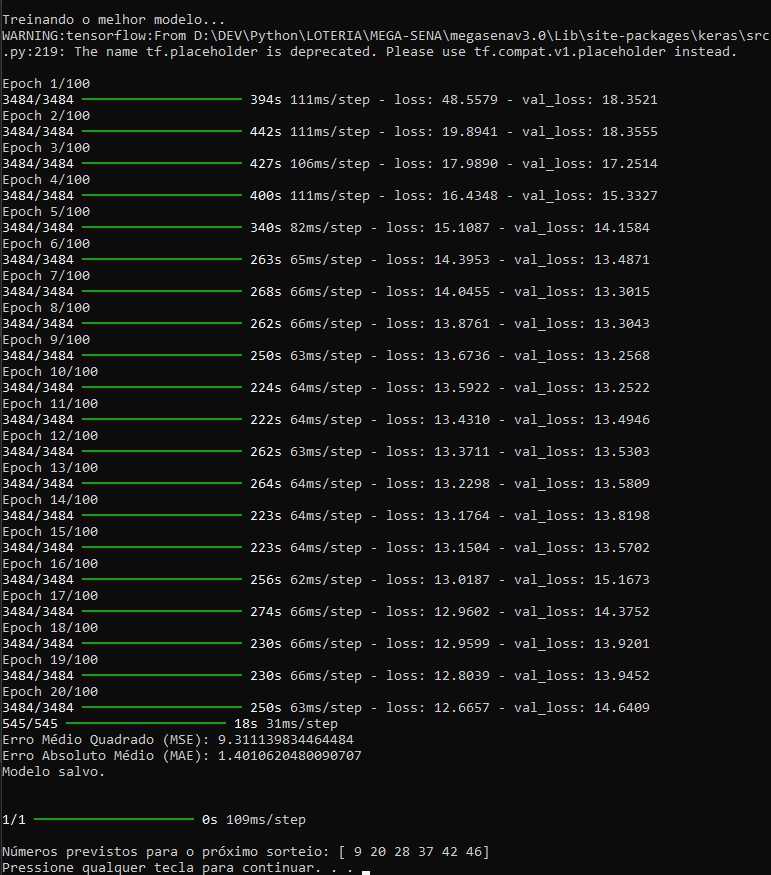 Treinando o melhor modelo...
WARNING:tensorflow:From D:\DEV\Python\LOTERIA\MEGA-SENA\megasenav3.0\Lib\site-packages\keras\src
.py:219: The name tf.placeholder is deprecated. Please use tf.compat.v1.placeholder instead.
Epoch 1/100
3484/3484 394s 111ms/step - loss: 48.5579 - val_loss: 18.3521
Epoch 2/100
3484/3484 442s 111ms/step - loss: 19.8941 - val_loss: 18.3555
Epoch 3/100
3484/3484 427s 106ms/step - loss: 17.9890 - val_loss: 17.2514
Epoch 4/100
3484/3484 400s 111ms/step - loss: 16.4348 - val_loss: 15.3327
Epoch 5/100
3484/3484 340s 82ms/step - loss: 15.1087 - val_loss: 14.1584
Epoch 6/100
3484/3484 263s 65ms/step - loss: 14.3953 - val_loss: 13.4871
Epoch 7/100
3484/3484 268s 66ms/step - loss: 14.0455 - val_loss: 13.3015
Epoch 8/100
3484/3484 262s 66ms/step - loss: 13.8761 - val_loss: 13.3043
Epoch 9/100
3484/3484 250s 63ms/step - loss: 13.6736 - val_loss: 13.2568
Epoch 10/100
3484/3484 224s 64ms/step - loss: 13.5922 - val_loss: 13.2522
Epoch 11/100
3484/3484 222s 64ms/step - loss: 13.4310 - val_loss: 13.4946
Epoch 12/100
3484/3484 262s 63ms/step - loss: 13.3711 - val_loss: 13.5303
Epoch 13/100
3484/3484 264s 64ms/step - loss: 13.2298 - val_loss: 13.5809
Epoch 14/100
3484/3484 223s 64ms/step - loss: 13.1764 - val_loss: 13.8198
Epoch 15/100
3484/3484 223s 64ms/step - loss: 13.1504 - val_loss: 13.5702
Epoch 16/100
3484/3484 256s 62ms/step - loss: 13.0187 - val_loss: 15.1673
Epoch 17/100
3484/3484 274s 66ms/step - loss: 12.9602 - val_loss: 14.3752
Epoch 18/100
3484/3484 230s 66ms/step - loss: 12.9599 - val_loss: 13.9201
Epoch 19/100
3484/3484 230s 66ms/step - loss: 12.8039 - val_loss: 13.9452
Epoch 20/100
3484/3484 250s 63ms/step - loss: 12.6657 - val_loss: 14.6409
545/545 18s 31ms/step
Erro Médio Quadrado (MSE): 9.311139834464484
Erro Absoluto Médio (MAE): 1.4010620480090707
Modelo salvo.
1/1 0s 109ms/step
Números previstos para o próximo sorteio: [ 9 20 28 37 42 46]
Pressione qualquer tecla para continuar. . .